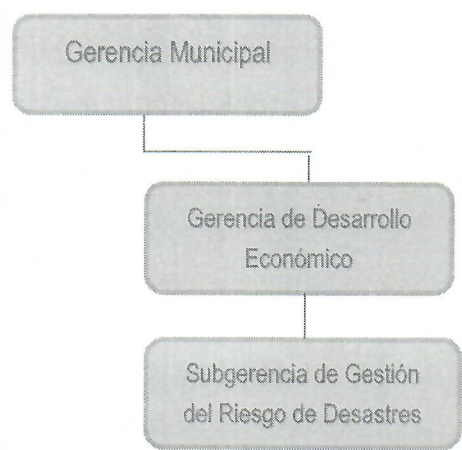 Gerencia Municipal
Gerencia de Desarrollo
Económico
Subgerencia de Gestión
del Riesgo de Desastres